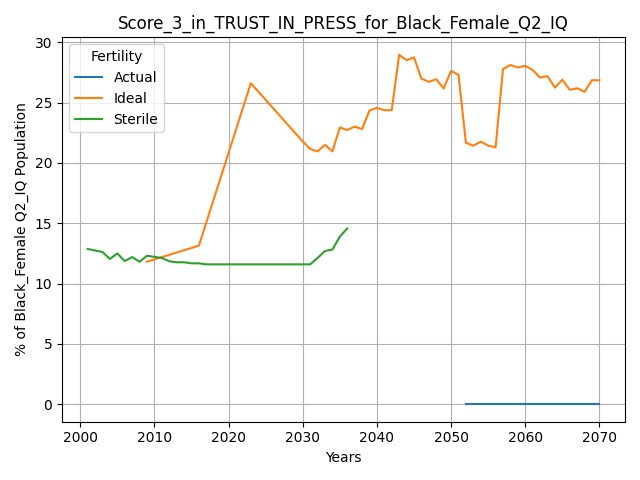 Score_3_in_TRUST_IN_PRESS_for_Black_Female_Q2_IQ
Fertility
Actual
Ideal
Sterile
% of Black_Female Q2_IQ Population
30
25
20
15
10
5
0
2000 2010 2020 2030 2040 2050 2060 2070
Years